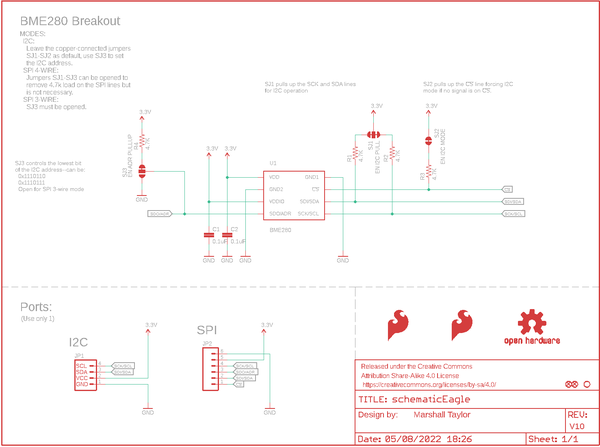 BME280 Breakout
MODES:
I2C:
Leave the copper-connected jumpers
SJ1-SJ2 as default, use SJ3 to set
the I2C address.
SPI 4-WIRE:
Jumpers SJ1-SJ3 can be opened to
remove 4.7k load on the SPI lines but
is not necessary.
SPI 3-WIRE:
SJ3 must be opened.
SJ1 pulls up the SCK and SDA lines
for I2C operation
SJ2 pulls up the CS line forcing I2C
mode if no signal is on CS.
3.3V
R4
4.7K
SJ3
EN ADR PULLUP
GND
SJ3 controls the lowest bit
of the I2C address--can be:
0x1110110
0x1110111
Open for SPI 3-wire mode
SDO/ADR
3.3V
3.3V
C1
0.1uF
C2
0.1uF
GND
GND
GND
U1
VDD
GND2
VDDIO
SDO/ADR
GND1
CS
SDI/SDA
SCK/SCL
BME280
GND
3.3V
SJ1
EN I2C PULL
R1
4.7K
R2
4.7K
3.3V
SJ2
EN I2C MODE
R3
4.7K
CS
SDI/SDA
SCK/SCL
Ports:
(Use only 1)
I2C
JP1
SCL
SDA
VCC
GND
SCK/SCL
SDI/SDA
3.3V
GND
SPI
JP2
SCK/SCL
SDO/ADR
SDI/SDA
CS
3.3V
GND
open hardware
Released under the Creative Commons
Attribution Share-Alike 4.0 License
https://creativecommons.org/licenses/by-sa/4.0/
TITLE: schematicEagle
Design by: Marshall Taylor
REV:
V10
Date: 05/08/2022 18:26
Sheet: 1/1